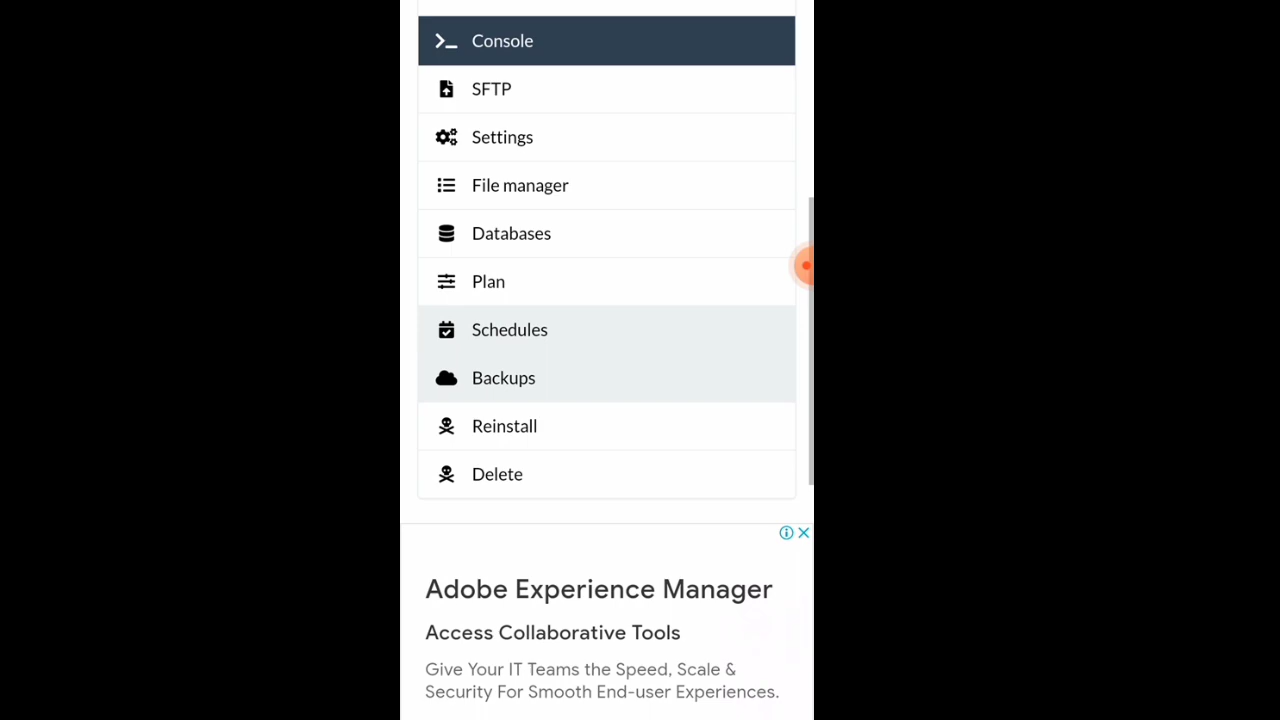 Console
SFTP
Settings
File manager
Databases
Plan
Schedules
Backups
Reinstall
Delete
Adobe Experience Manager
Access Collaborative Tools
Give Your IT Teams the Speed, Scale &
Security For Smooth End-user Experiences.